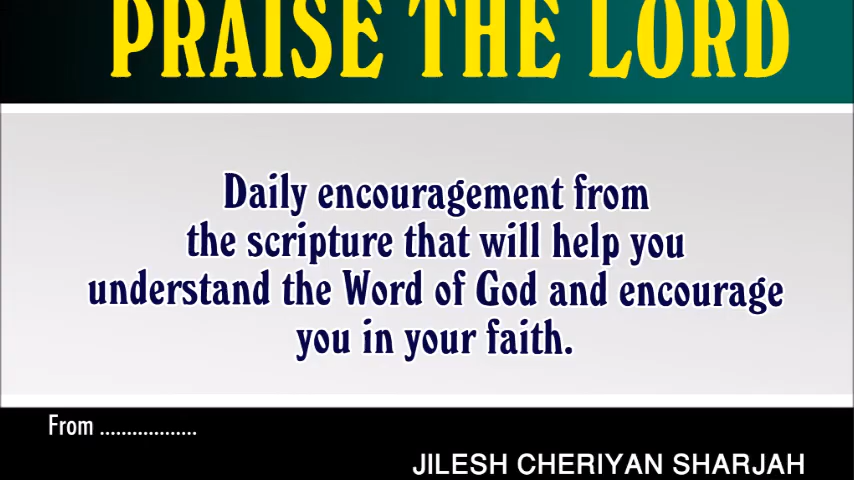 PRAISE THE LORD
Daily encouragement from
the scripture that will help you
understand the Word of God and encourage
you in your faith.
From ..................
JILESH CHERIYAN SHARJAH